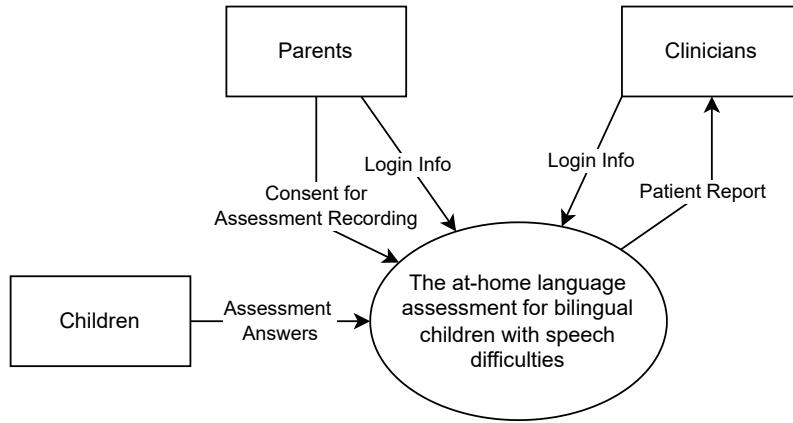 Parents
Clinicians
Login Info
Login Info
Consent for
Assessment Recording
Patient Report
Children
Assessment
Answers
The at-home language
assessment for bilingual
children with speech
difficulties